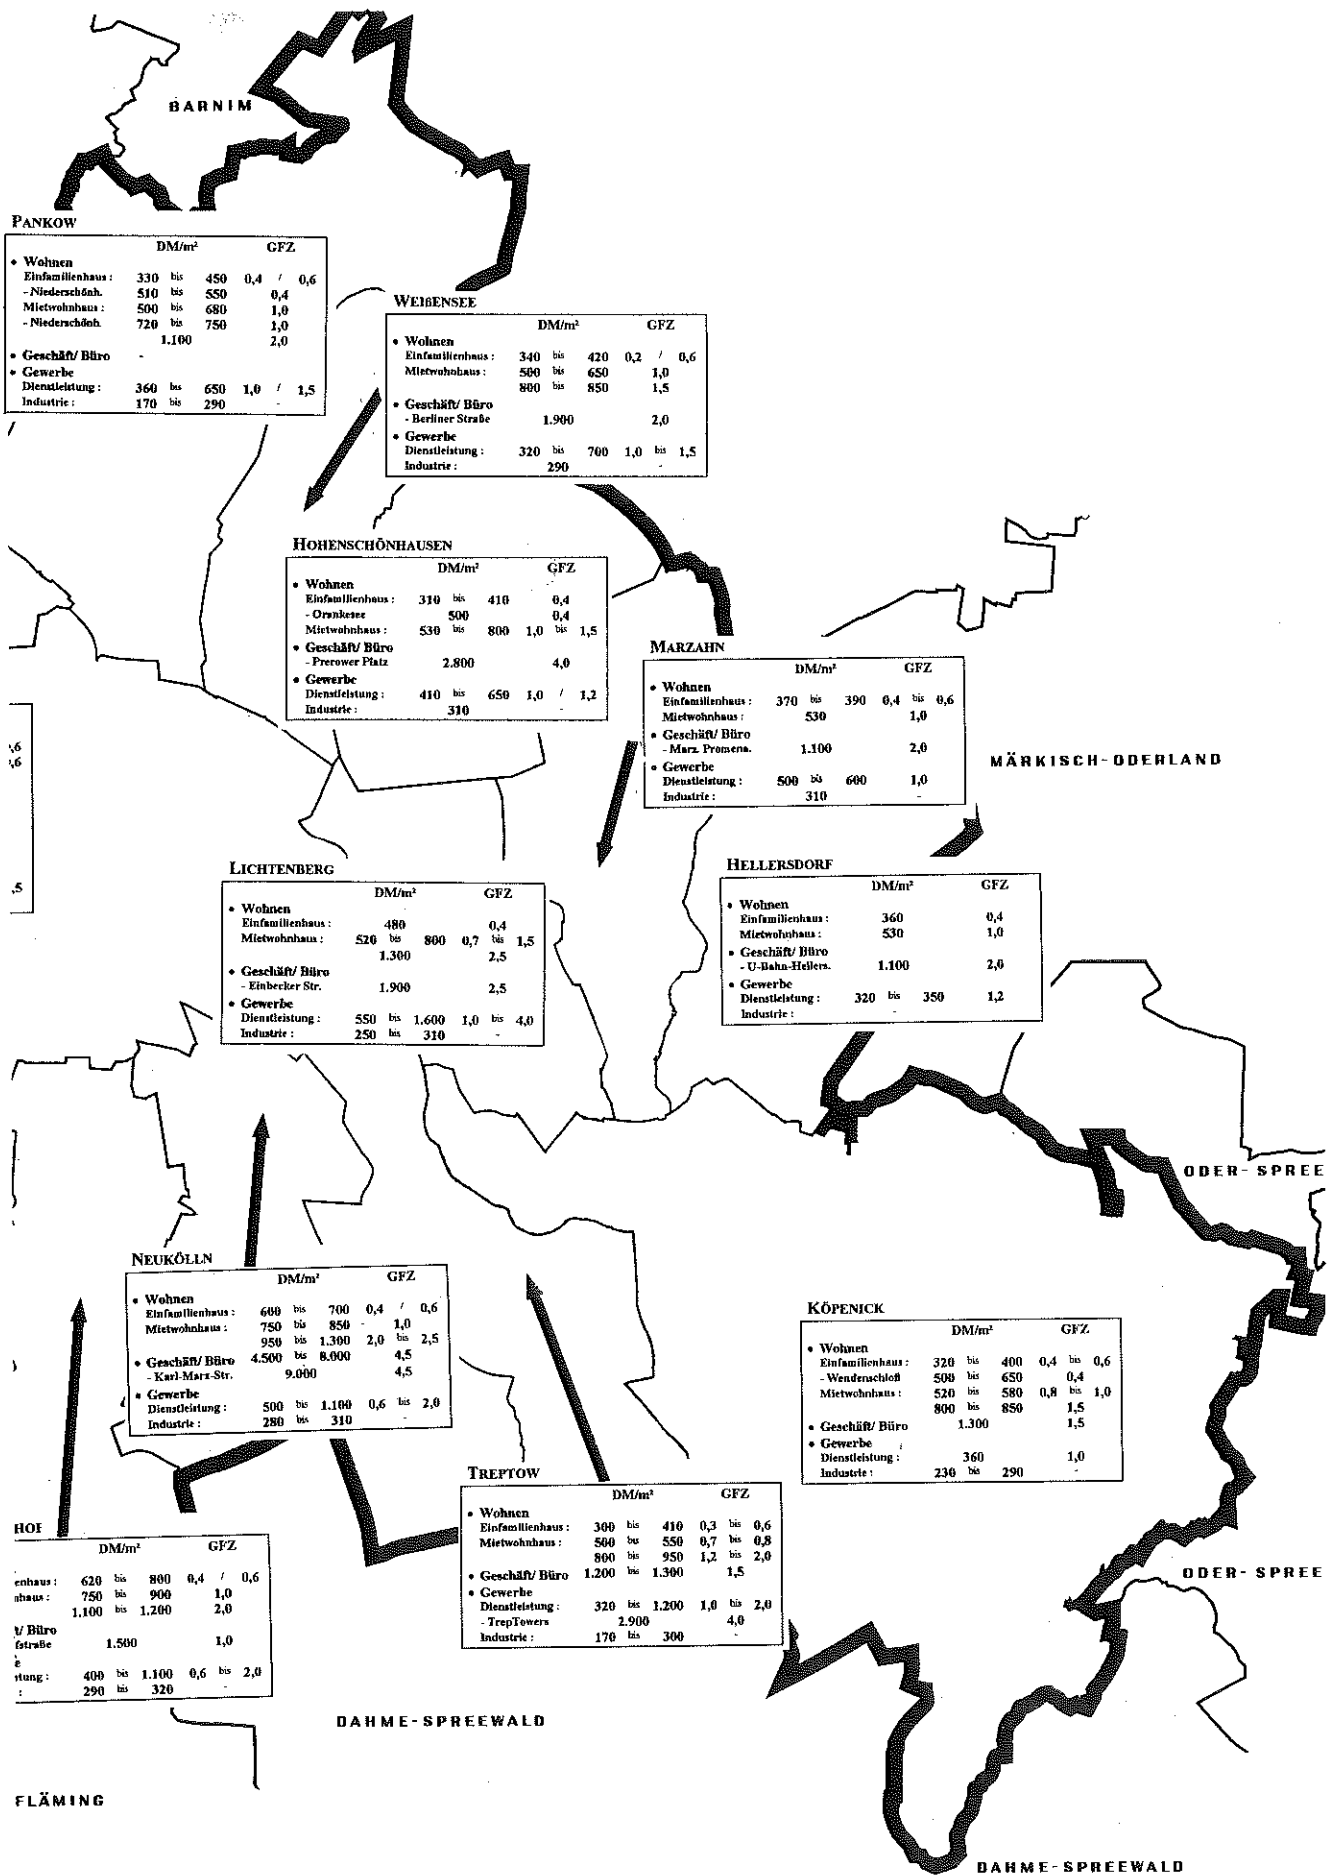 BARNIM
PANKOW
DM/m² GFZ
• Wohnen
Einfamilienhaus : 330 bis 450 0,4 / 0,6
- Niederschönh. 510 bis 550 0,4
Mietwohnhaus : 500 bis 680 1,0
- Niederschönh. 720 bis 750 1,0
1.100 2,0
• Geschäft/ Büro -
• Gewerbe
Dienstleistung : 360 bis 650 1,0 / 1,5
Industrie : 170 bis 290 -
WEIßENSEE
DM/m² GFZ
• Wohnen
Einfamilienhaus : 340 bis 420 0,2 / 0,6
Mietwohnhaus : 500 bis 650 1,0
800 bis 850 1,5
• Geschäft/ Büro
- Berliner Straße 1.900 2,0
• Gewerbe
Dienstleistung : 320 bis 700 1,0 bis 1,5
Industrie : 290 -
HOHENSCHÖNHAUSEN
DM/m² GFZ
• Wohnen
Einfamilienhaus : 310 bis 410 0,4
- Orankesee 500 0,4
Mietwohnhaus : 530 bis 800 1,0 bis 1,5
• Geschäft/ Büro
- Prerower Platz 2.800 4,0
• Gewerbe
Dienstleistung : 410 bis 650 1,0 / 1,2
Industrie : 310 -
MARZAHN
DM/m² GFZ
• Wohnen
Einfamilienhaus : 370 bis 390 0,4 bis 0,6
Mietwohnhaus : 530 1,0
• Geschäft/ Büro
- Marz. Promena. 1.100 2,0
• Gewerbe
Dienstleistung : 500 bis 600 1,0
Industrie : 310 -
MÄRKISCH-ODERLAND
,6
,6
,5
LICHTENBERG
DM/m² GFZ
• Wohnen
Einfamilienhaus : 480 0,4
Mietwohnhaus : 520 bis 800 0,7 bis 1,5
1.300 2,5
• Geschäft/ Büro
- Einbecker Str. 1.900 2,5
• Gewerbe
Dienstleistung : 550 bis 1.600 1,0 bis 4,0
Industrie : 250 bis 310 -
HELLERSDORF
DM/m² GFZ
• Wohnen
Einfamilienhaus : 360 0,4
Mietwohnhaus : 530 1,0
• Geschäft/ Büro
- U-Bahn-Hellers. 1.100 2,0
• Gewerbe
Dienstleistung : 320 bis 350 1,2
Industrie : -
ODER- SPREE
NEUKÖLLN
DM/m² GFZ
• Wohnen
Einfamilienhaus : 600 bis 700 0,4 / 0,6
Mietwohnhaus : 750 bis 850 1,0
950 bis 1.300 2,0 bis 2,5
• Geschäft/ Büro 4.500 bis 8.000 4,5
- Karl-Marx-Str. 9.000 4,5
• Gewerbe
Dienstleistung : 500 bis 1.100 0,6 bis 2,0
Industrie : 280 bis 310 -
KÖPENICK
DM/m² GFZ
• Wohnen
Einfamilienhaus : 320 bis 400 0,4 bis 0,6
- Wendenschloß 500 bis 650 0,4
Mietwohnhaus : 520 bis 580 0,8 bis 1,0
800 bis 850 1,5
• Geschäft/ Büro 1.300 1,5
• Gewerbe
Dienstleistung : 360 1,0
Industrie : 230 bis 290 -
TREPTOW
DM/m² GFZ
• Wohnen
Einfamilienhaus : 300 bis 410 0,3 bis 0,6
Mietwohnhaus : 500 bis 550 0,7 bis 0,8
800 bis 950 1,2 bis 2,0
• Geschäft/ Büro 1.200 bis 1.300 1,5
• Gewerbe
Dienstleistung : 320 bis 1.200 1,0 bis 2,0
- TrepTowers 2.900 4,0
Industrie : 170 bis 300 -
HOF
DM/m² GFZ
enhaus : 620 bis 800 0,4 / 0,6
nhaus : 750 bis 900 1,0
1.100 bis 1.200 2,0
t/ Büro
fstraße 1.500 1,0
e
stung : 400 bis 1.100 0,6 bis 2,0
: 290 bis 320 -
ODER- SPREE
DAHME-SPREEWALD
FLÄMING
DAHME-SPREEWALD